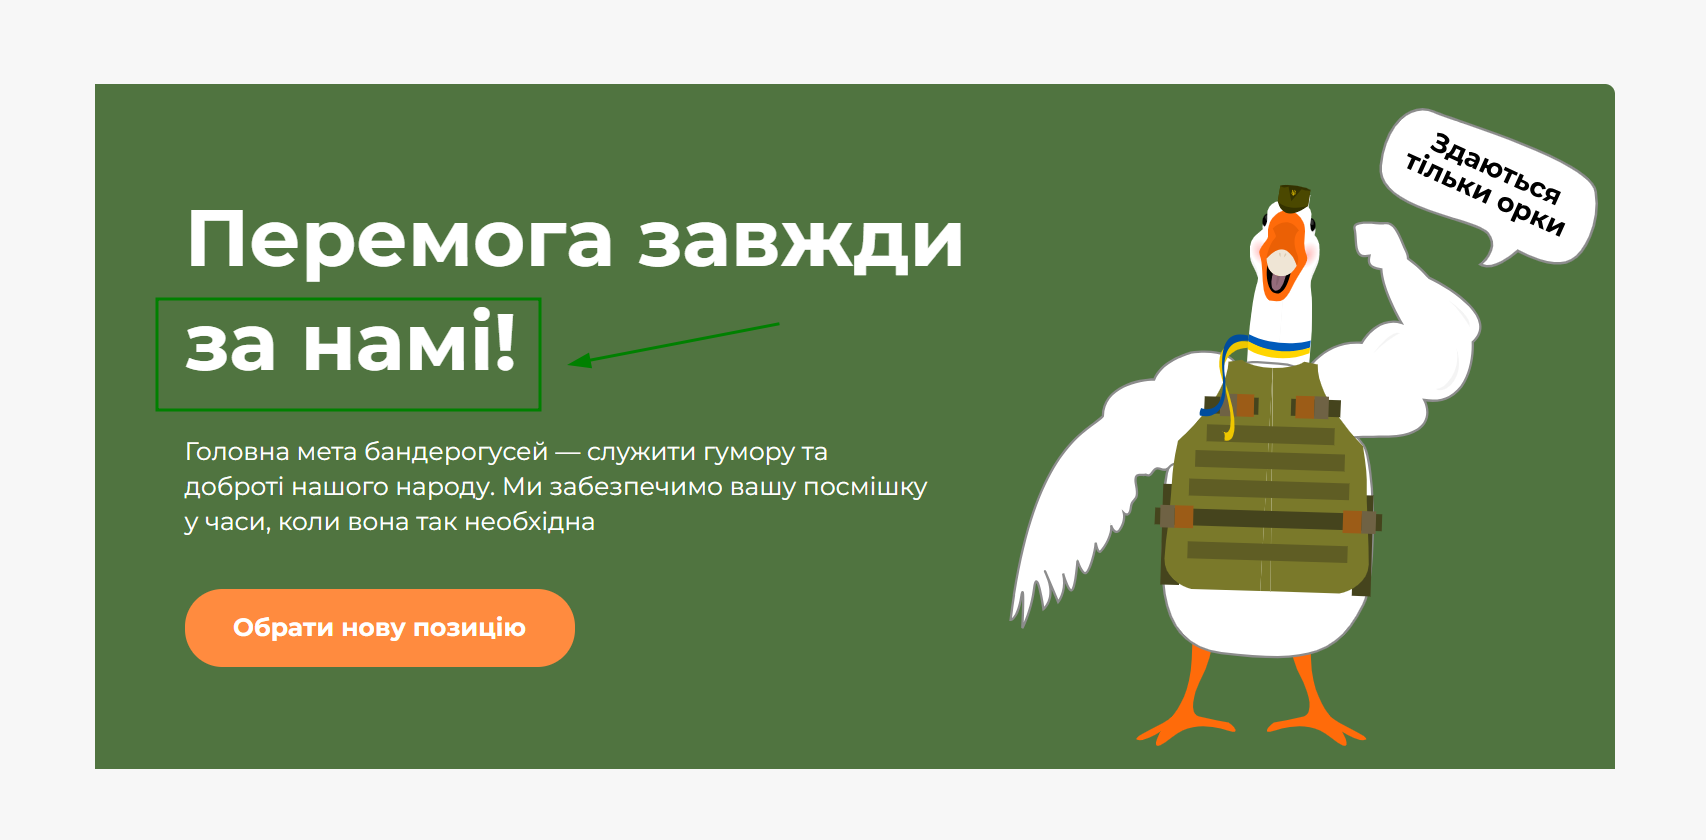 Перемога завжди
за намі!
Головна мета бандерогусей — служити гумору та
доброті нашого народу. Ми забезпечимо вашу посмішку
у часи, коли вона так необхідна
Обрати нову позицію
Здаються
тільки орки